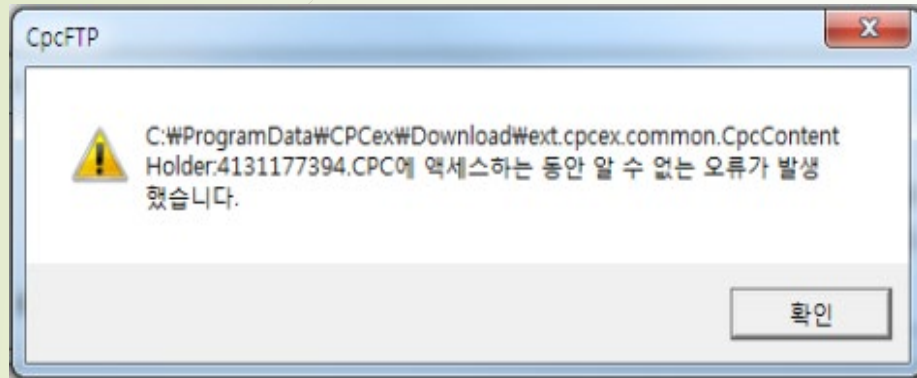 CpcFTP
C:₩ProgramData₩CPCex₩Download₩ext.cpcex.common.CpcContent
Holder:4131177394.CPC에 액세스하는 동안 알 수 없는 오류가 발생
했습니다.
확인